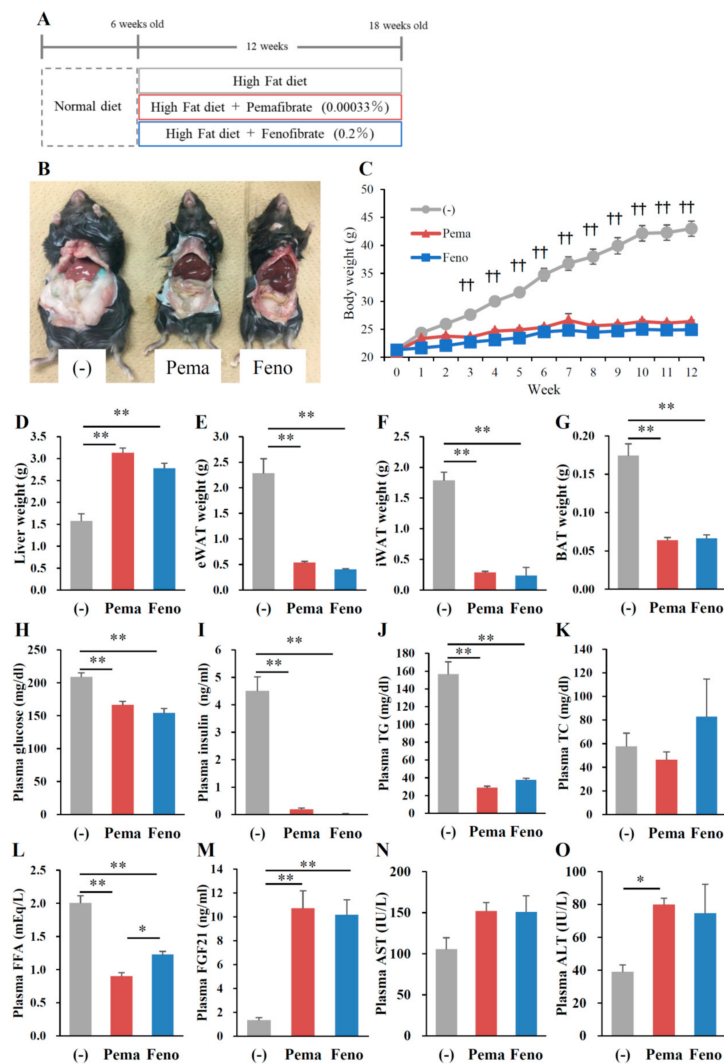 A
6 weeks old
18 weeks old
12 weeks
Normal diet
High Fat diet
High Fat diet + Pemafibrate (0.00033%)
High Fat diet + Fenofibrate (0.2%)
B
(-)
Pema
Feno
C
Body weight (g)
50
45
40
35
30
25
20
(-)
Pema
Feno
†† †† †† †† †† †† †† †† †† ††
0 1 2 3 4 5 6 7 8 9 10 11 12
Week
D
Liver weight (g)
3.5
3.0
2.5
2.0
1.5
1.0
0.5
0.0
**
**
(-) Pema Feno
E
eWAT weight (g)
3.0
2.5
2.0
1.5
1.0
0.5
0.0
**
**
(-) Pema Feno
F
iWAT weight (g)
2.0
1.5
1.0
0.5
0.0
**
**
(-) Pema Feno
G
BAT weight (g)
0.20
0.15
0.10
0.05
0.00
**
**
(-) Pema Feno
H
Plasma glucose (mg/dl)
250
200
150
100
50
0
**
**
(-) Pema Feno
I
Plasma insulin (ng/ml)
6
5
4
3
2
1
0
**
**
(-) Pema Feno
J
Plasma TG (mg/dl)
180
160
140
120
100
80
60
40
20
0
**
**
(-) Pema Feno
K
Plasma TC (mg/dl)
140
120
100
80
60
40
20
0
(-) Pema Feno
L
Plasma FFA (mEq/L)
2.0
1.5
1.0
0.5
0.0
**
**
*
(-) Pema Feno
M
Plasma FGF21 (ng/ml)
14
12
10
8
6
4
2
0
**
**
(-) Pema Feno
N
Plasma AST (IU/L)
200
150
100
50
0
(-) Pema Feno
O
Plasma ALT (IU/L)
100
80
60
40
20
0
*
(-) Pema Feno